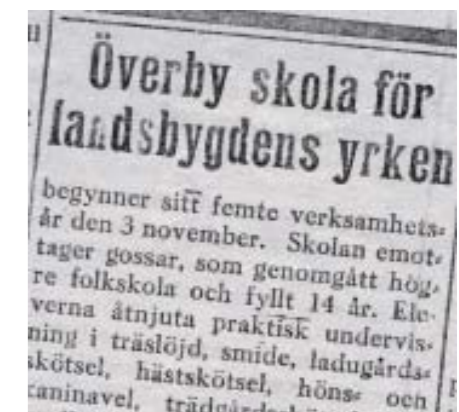 Överby skola för
landsbygdens yrken
begynner sitt femte verksamhets-
år den 3 november. Skolan emot-
tager gossar, som genomgått hög-
re folkskola och fyllt 14 år. Ele-
verna åtnjuta praktisk undervis-
ning i träslöjd, smide, ladugårds-
skötsel, hästskötsel, höns- och
kaninavel,